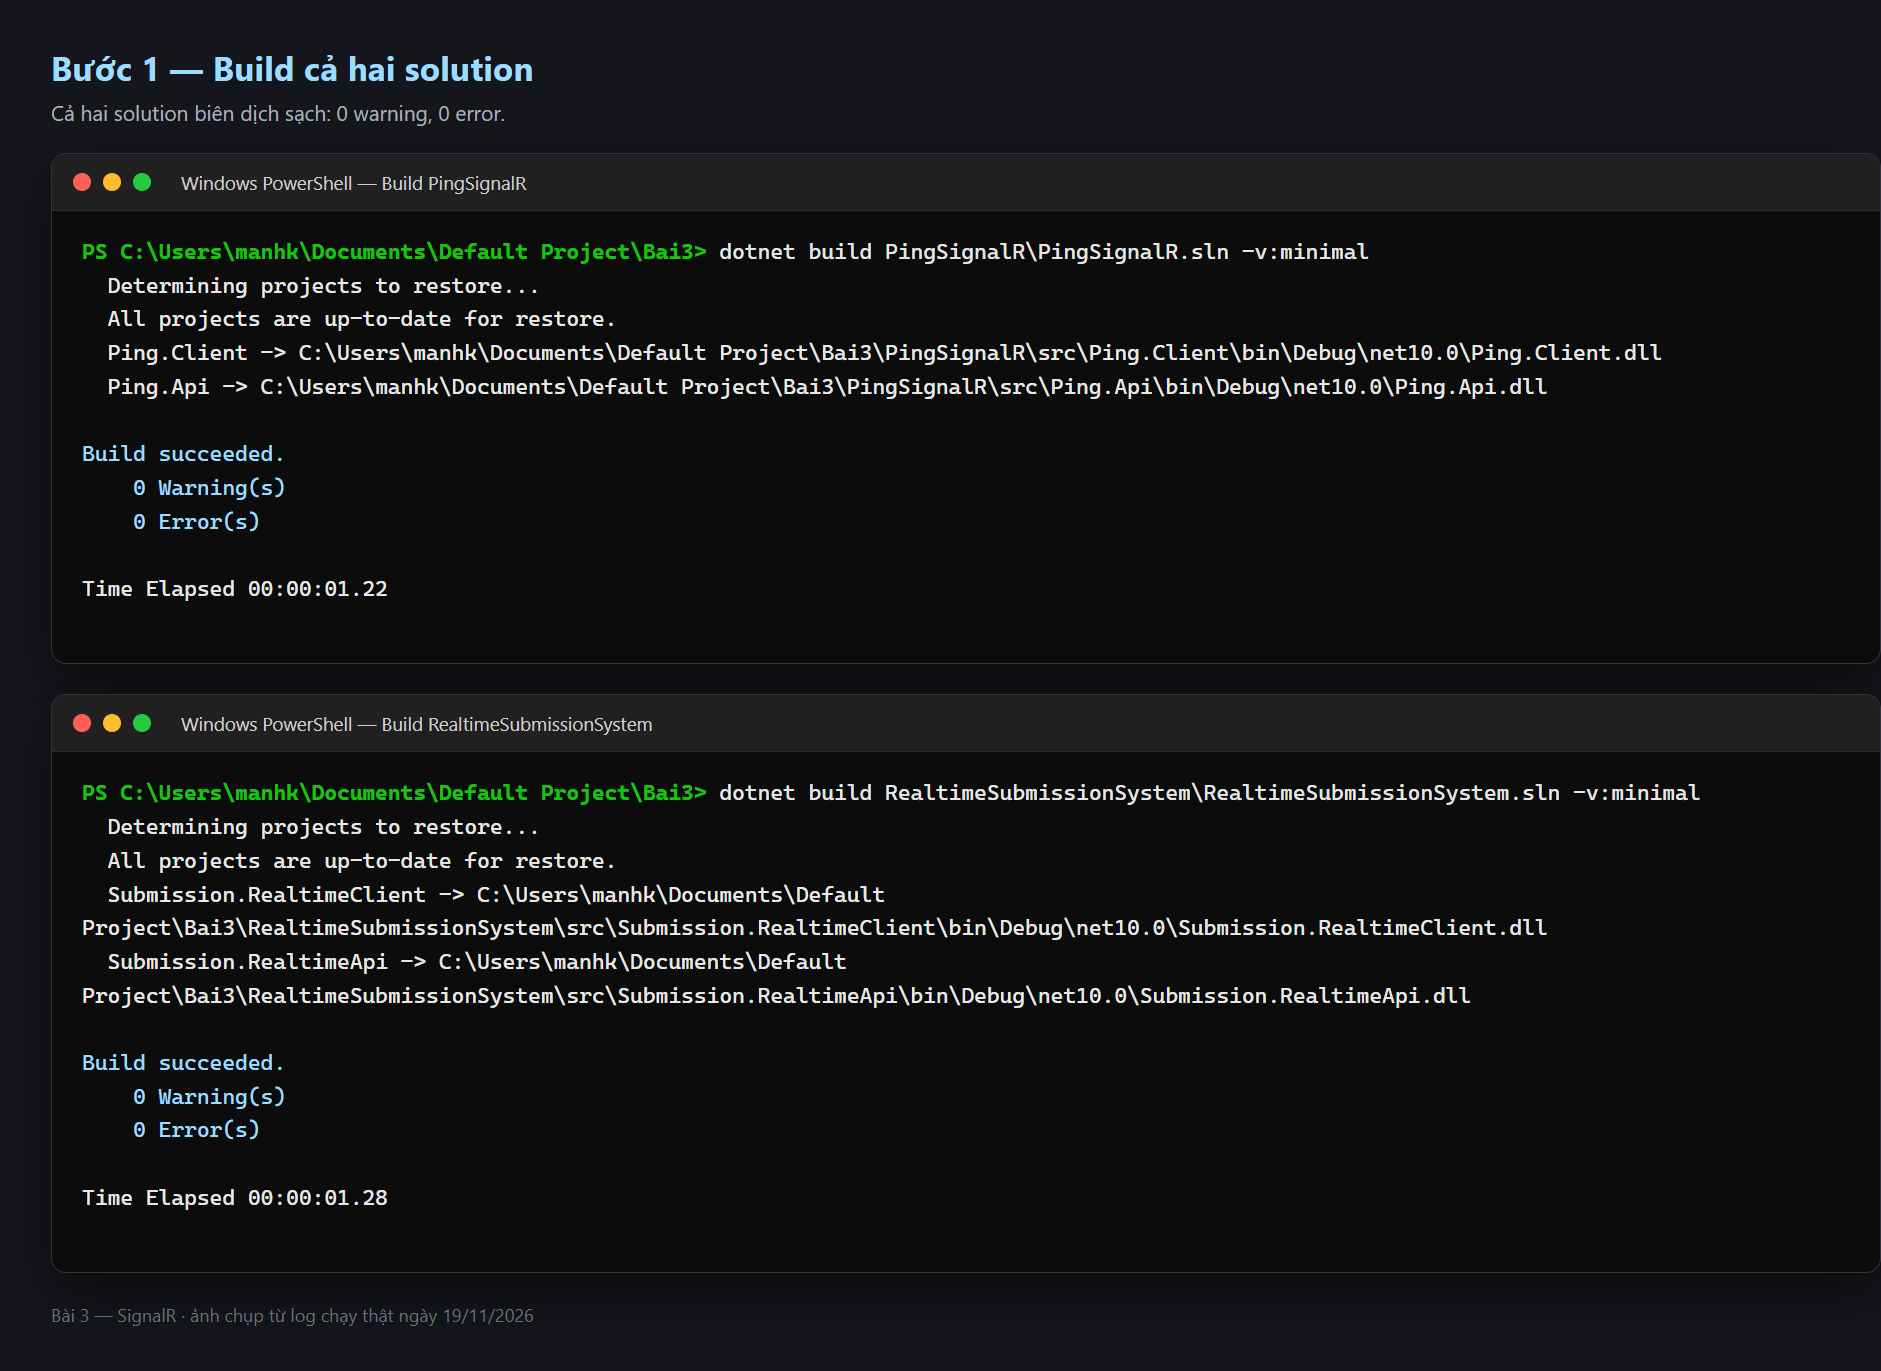 Bước 1 — Build cả hai solution
Cả hai solution biên dịch sạch: 0 warning, 0 error.
Windows PowerShell — Build PingSignalR
PS C:\Users\manhk\Documents\Default Project\Bai3> dotnet build PingSignalR\PingSignalR.sln -v:minimal
  Determining projects to restore...
  All projects are up-to-date for restore.
  Ping.Client -> C:\Users\manhk\Documents\Default Project\Bai3\PingSignalR\src\Ping.Client\bin\Debug\net10.0\Ping.Client.dll
  Ping.Api -> C:\Users\manhk\Documents\Default Project\Bai3\PingSignalR\src\Ping.Api\bin\Debug\net10.0\Ping.Api.dll
Build succeeded.
    0 Warning(s)
    0 Error(s)
Time Elapsed 00:00:01.22
Windows PowerShell — Build RealtimeSubmissionSystem
PS C:\Users\manhk\Documents\Default Project\Bai3> dotnet build RealtimeSubmissionSystem\RealtimeSubmissionSystem.sln -v:minimal
  Determining projects to restore...
  All projects are up-to-date for restore.
  Submission.RealtimeClient -> C:\Users\manhk\Documents\Default
Project\Bai3\RealtimeSubmissionSystem\src\Submission.RealtimeClient\bin\Debug\net10.0\Submission.RealtimeClient.dll
  Submission.RealtimeApi -> C:\Users\manhk\Documents\Default
Project\Bai3\RealtimeSubmissionSystem\src\Submission.RealtimeApi\bin\Debug\net10.0\Submission.RealtimeApi.dll
Build succeeded.
    0 Warning(s)
    0 Error(s)
Time Elapsed 00:00:01.28
Bài 3 — SignalR · ảnh chụp từ log chạy thật ngày 19/11/2026